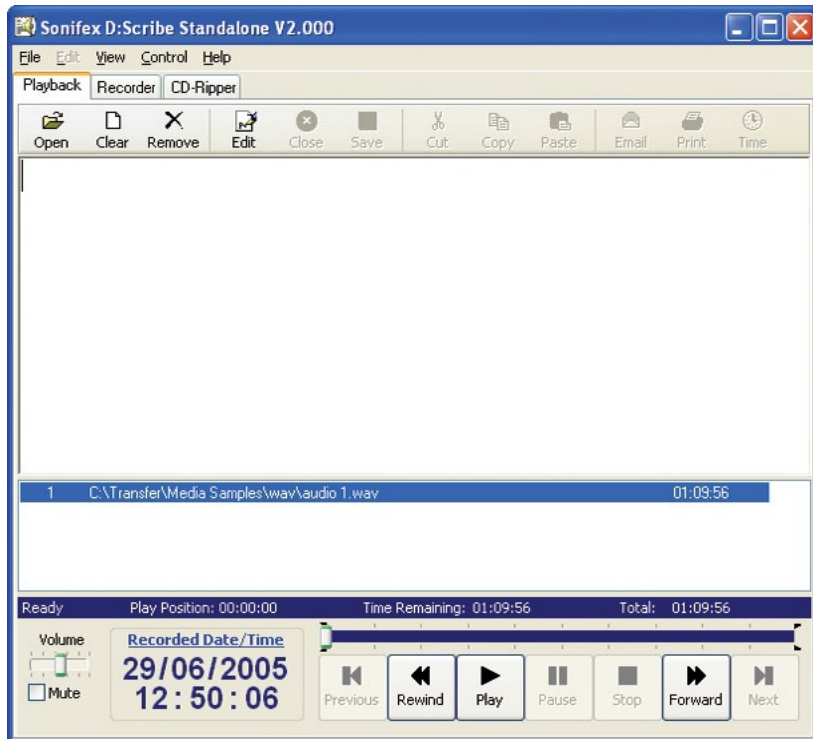 Sonifex D:Scribe Standalone V2.000
File Edit View Control Help
Playback Recorder CD-Ripper
Open Clear Remove Edit Close Save Cut Copy Paste Email Print Time
1 C:\Transfer\Media Samples\wav\audio 1.wav 01:09:56
Ready Play Position: 00:00:00 Time Remaining: 01:09:56 Total: 01:09:56
Volume
Mute
Recorded Date/Time
29/06/2005
12:50:06
Previous Rewind Play Pause Stop Forward Next